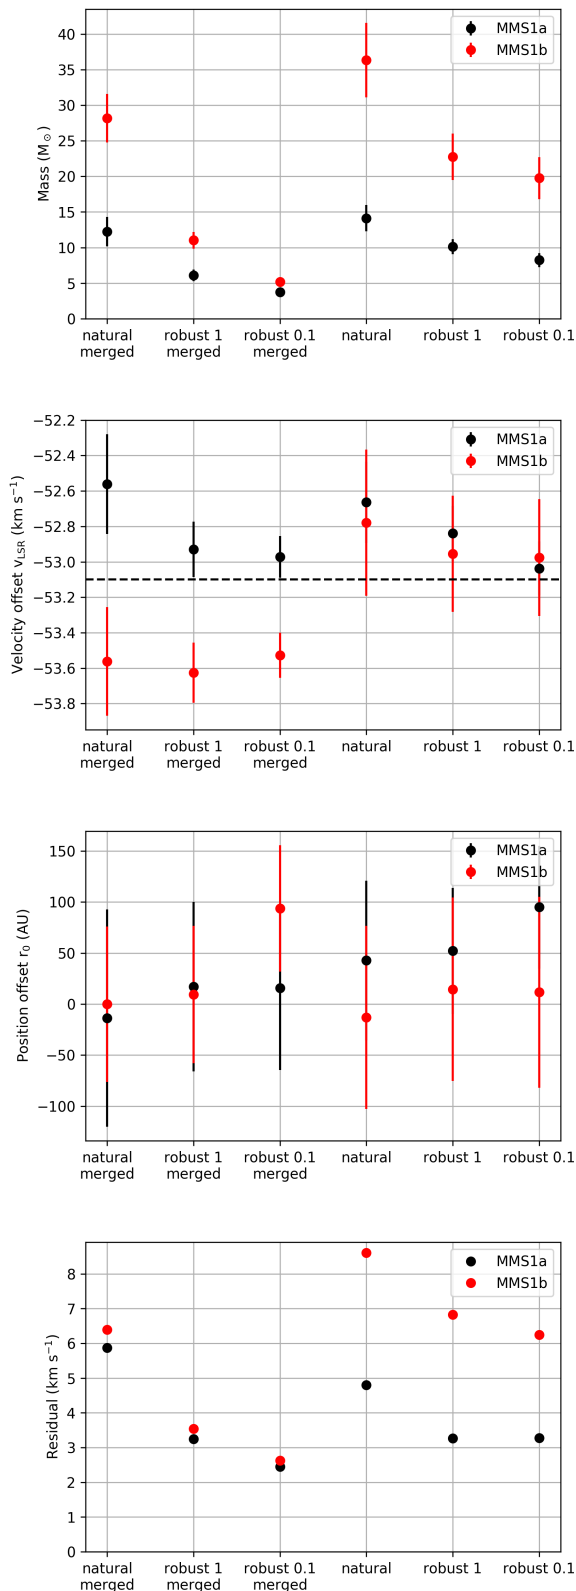 40
35
30
25
20
15
10
5
0
Mass (M⊙)
MMS1a
MMS1b
natural merged
robust 1 merged
robust 0.1 merged
natural
robust 1
robust 0.1
−52.2
−52.4
−52.6
−52.8
−53.0
−53.2
−53.4
−53.6
−53.8
Velocity offset v_LSR (km s⁻¹)
MMS1a
MMS1b
natural merged
robust 1 merged
robust 0.1 merged
natural
robust 1
robust 0.1
150
100
50
0
−50
−100
Position offset r₀ (AU)
MMS1a
MMS1b
natural merged
robust 1 merged
robust 0.1 merged
natural
robust 1
robust 0.1
8
7
6
5
4
3
2
1
0
Residual (km s⁻¹)
MMS1a
MMS1b
natural merged
robust 1 merged
robust 0.1 merged
natural
robust 1
robust 0.1